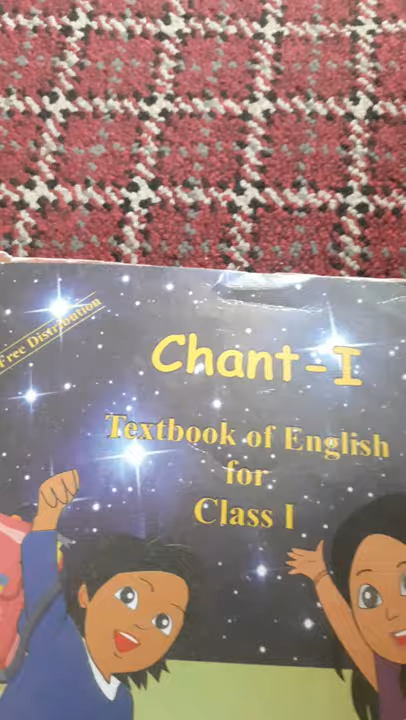 Free Distribution
Chant-I
Textbook of English
for
Class I